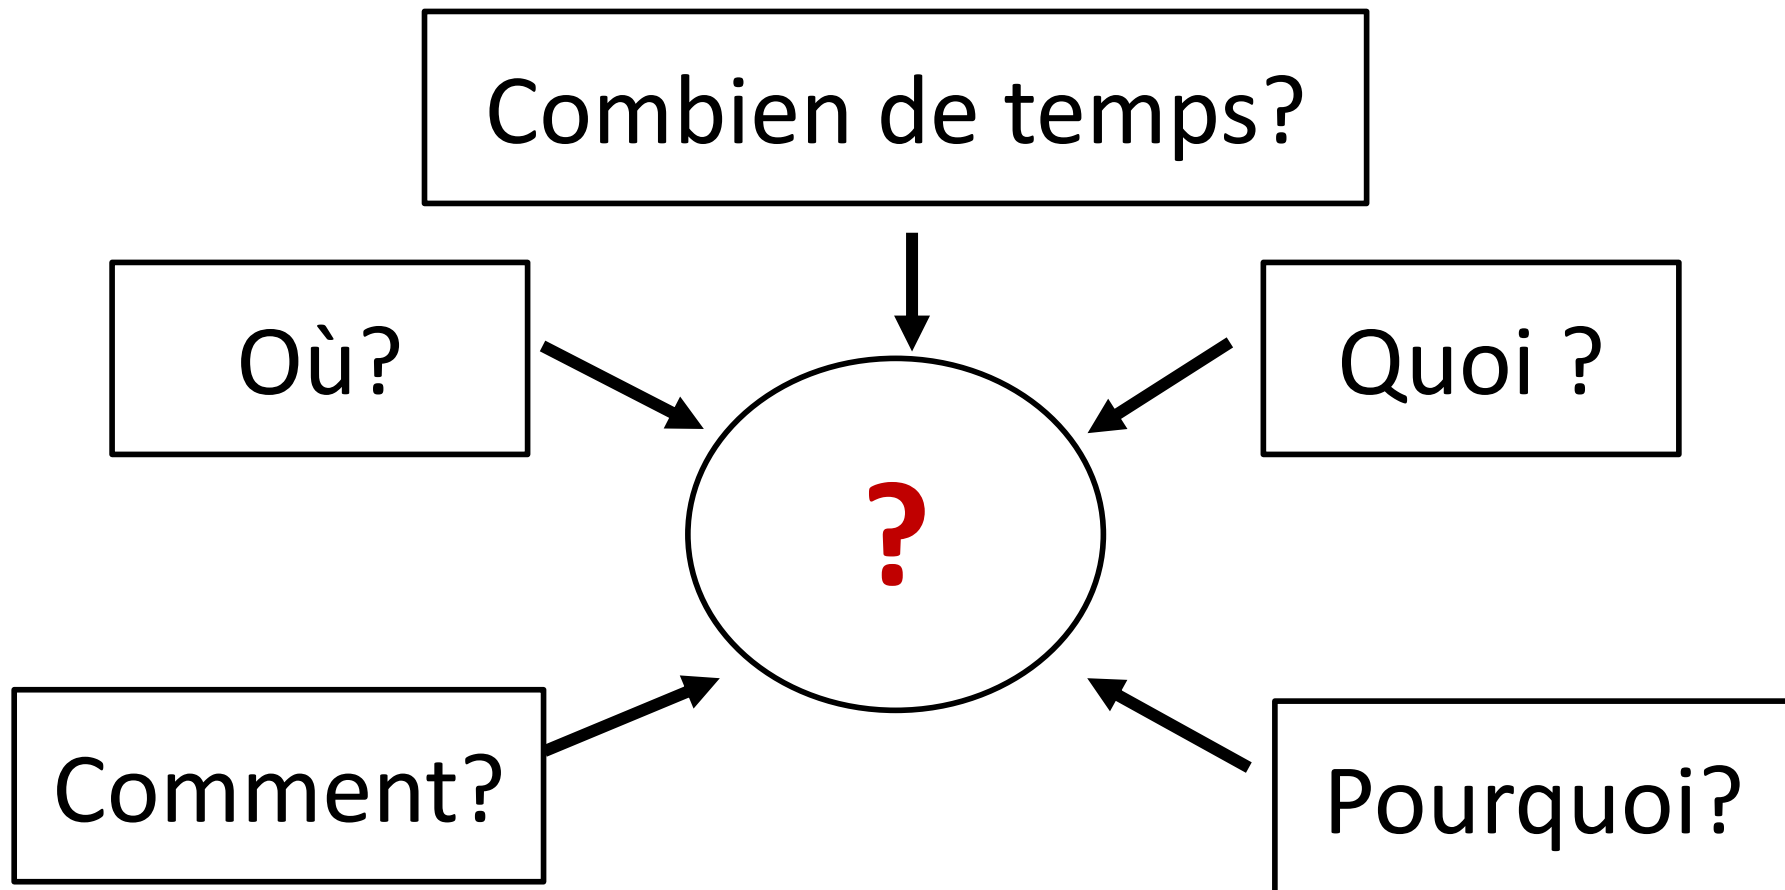 Combien de temps?
Où?
Quoi ?
?
Comment?
Pourquoi?